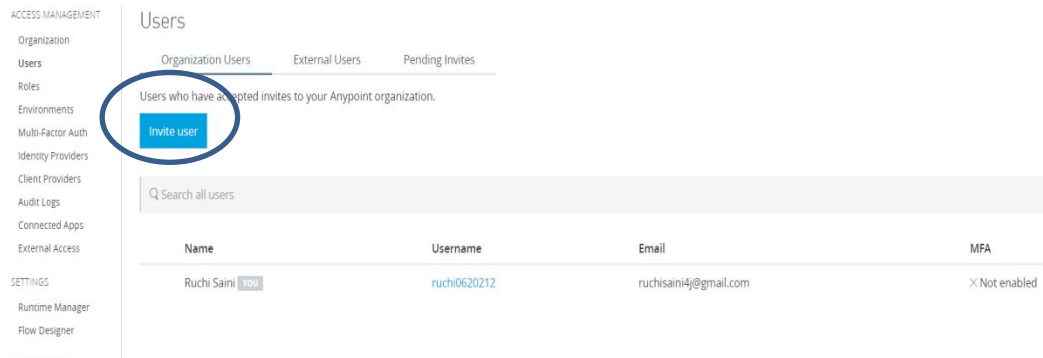 ACCESS MANAGEMENT
Organization
Users
Roles
Environments
Multi-Factor Auth
Identity Providers
Client Providers
Audit Logs
Connected Apps
External Access
SETTINGS
Runtime Manager
Flow Designer
Users
Organization Users External Users Pending Invites
Users who have accepted invites to your Anypoint organization.
Invite user
Search all users
Name Username Email MFA
Ruchi Saini YOU ruchi0620212 ruchisaini4j@gmail.com Not enabled